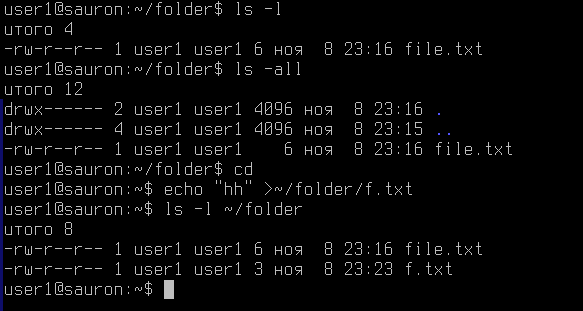 user1@sauron:~/folder$ ls -l
итого 4
-rw-r--r-- 1 user1 user1 6 ноя  8 23:16 file.txt
user1@sauron:~/folder$ ls -all
итого 12
drwx------ 2 user1 user1 4096 ноя  8 23:16 .
drwx------ 4 user1 user1 4096 ноя  8 23:15 ..
-rw-r--r-- 1 user1 user1    6 ноя  8 23:16 file.txt
user1@sauron:~/folder$ cd
user1@sauron:~$ echo "hh" >~/folder/f.txt
user1@sauron:~$ ls -l ~/folder
итого 8
-rw-r--r-- 1 user1 user1 6 ноя  8 23:16 file.txt
-rw-r--r-- 1 user1 user1 3 ноя  8 23:23 f.txt
user1@sauron:~$